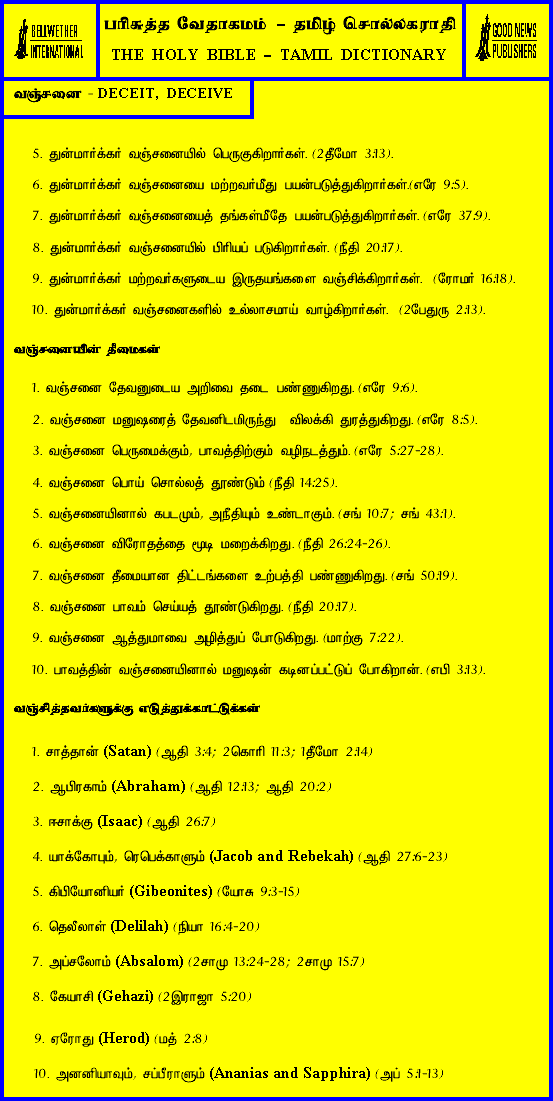 BELLWETHER
INTERNATIONAL
பரிசுத்த வேதாகமம் – தமிழ் சொல்லகராதி
THE HOLY BIBLE – TAMIL DICTIONARY
GOOD NEWS
PUBLISHERS
வஞ்சனை - DECEIT, DECEIVE
5. துன்மார்க்கர் வஞ்சனையில் பெருகுகிறார்கள். (2தீமோ 3:13).
6. துன்மார்க்கர் வஞ்சனையை மற்றவர்மீது பயன்படுத்துகிறார்கள்.(எரே 9:5).
7. துன்மார்க்கர் வஞ்சனையைத் தங்கள்மீதே பயன்படுத்துகிறார்கள். (எரே 37:9).
8. துன்மார்க்கர் வஞ்சனையில் பிரியப் படுகிறார்கள். (நீதி 20:17).
9. துன்மார்க்கர் மற்றவர்களுடைய இருதயங்களை வஞ்சிக்கிறார்கள். (ரோமர் 16:18).
10. துன்மார்க்கர் வஞ்சனைகளில் உல்லாசமாய் வாழ்கிறார்கள். (2பேதுரு 2:13).
வஞ்சனையின் தீமைகள்
1. வஞ்சனை தேவனுடைய அறிவை தடை பண்ணுகிறது. (எரே 9:6).
2. வஞ்சனை மனுஷரைத் தேவனிடமிருந்து விலக்கி துரத்துகிறது. (எரே 8:5).
3. வஞ்சனை பெருமைக்கும், பாவத்திற்கும் வழிநடத்தும். (எரே 5:27-28).
4. வஞ்சனை பொய் சொல்லத் தூண்டும் (நீதி 14:25).
5. வஞ்சனையினால் கபடமும், அநீதியும் உண்டாகும். (சங் 10:7; சங் 43:1).
6. வஞ்சனை விரோதத்தை மூடி மறைக்கிறது. (நீதி 26:24-26).
7. வஞ்சனை தீமையான திட்டங்களை உற்பத்தி பண்ணுகிறது. (சங் 50:19).
8. வஞ்சனை பாவம் செய்யத் தூண்டுகிறது. (நீதி 20:17).
9. வஞ்சனை ஆத்துமாவை அழித்துப் போடுகிறது. (மாற்கு 7:22).
10. பாவத்தின் வஞ்சனையினால் மனுஷன் கடினப்பட்டுப் போகிறான். (எபி 3:13).
வஞ்சித்தவர்களுக்கு எடுத்துக்காட்டுக்கள்
1. சாத்தான் (Satan) (ஆதி 3:4; 2கொரி 11:3; 1தீமோ 2:14)
2. ஆபிரகாம் (Abraham) (ஆதி 12:13; ஆதி 20:2)
3. ஈசாக்கு (Isaac) (ஆதி 26:7)
4. யாக்கோபும், ரெபெக்காளும் (Jacob and Rebekah) (ஆதி 27:6-23)
5. கிபியோனியர் (Gibeonites) (யோசு 9:3-15)
6. தெலீலாள் (Delilah) (நியா 16:4-20)
7. அப்சலோம் (Absalom) (2சாமு 13:24-28; 2சாமு 15:7)
8. கேயாசி (Gehazi) (2இராஜா 5:20)
9. ஏரோது (Herod) (மத் 2:8)
10. அனனியாவும், சப்பீராளும் (Ananias and Sapphira) (அப் 5:1-13)